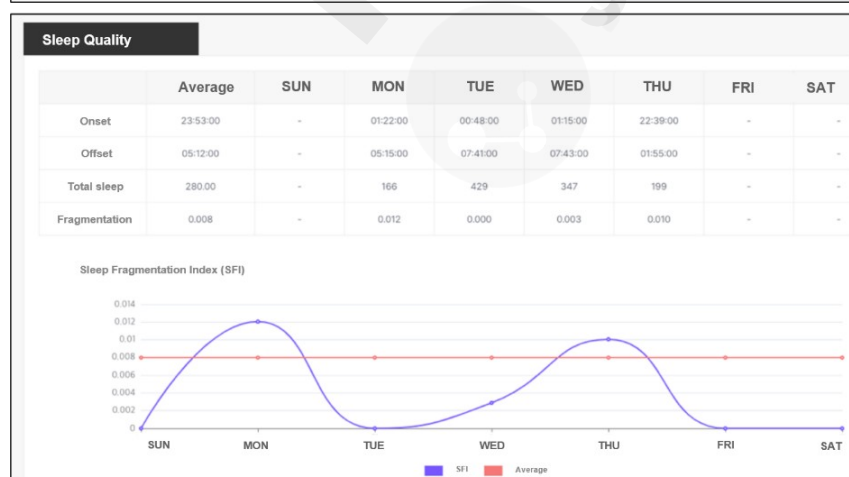 Sleep Quality
Average SUN MON TUE WED THU FRI SAT
Onset 23:53:00 - 01:22:00 00:48:00 01:15:00 22:39:00 - -
Offset 05:12:00 - 05:15:00 07:41:00 07:43:00 01:55:00 - -
Total sleep 280.00 - 166 429 347 199 - -
Fragmentation 0.008 - 0.012 0.000 0.003 0.010 - -
Sleep Fragmentation Index (SFI)
0.014
0.012
0.01
0.008
0.006
0.004
0.002
0
SUN MON TUE WED THU FRI SAT
SFI Average